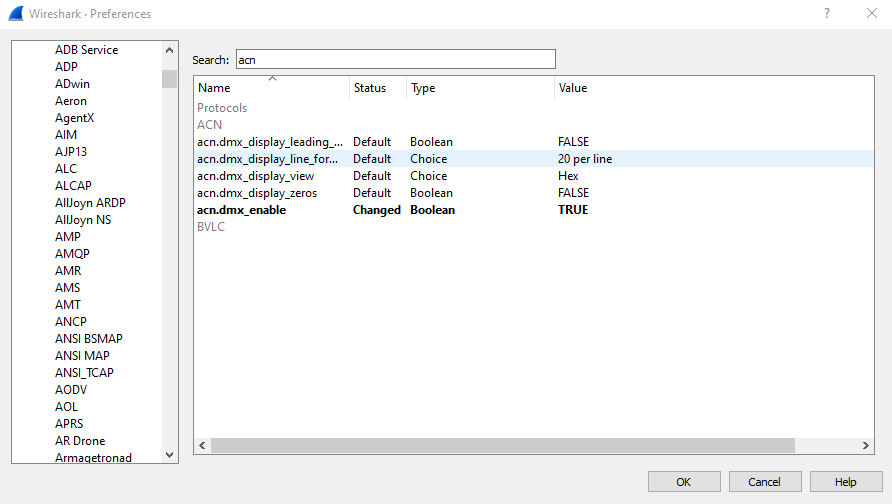 Wireshark · Preferences
ADB Service
ADP
ADwin
Aeron
AgentX
AIM
AJP13
ALC
ALCAP
AllJoyn ARDP
AllJoyn NS
AMP
AMQP
AMR
AMS
AMT
ANCP
ANSI BSMAP
ANSI MAP
ANSI_TCAP
AODV
AOL
APRS
AR Drone
Armagetronad
Search: acn
Name Status Type Value
Protocols
ACN
acn.dmx_display_leading_... Default Boolean FALSE
acn.dmx_display_line_for... Default Choice 20 per line
acn.dmx_display_view Default Choice Hex
acn.dmx_display_zeros Default Boolean FALSE
acn.dmx_enable Changed Boolean TRUE
BVLC
OK Cancel Help